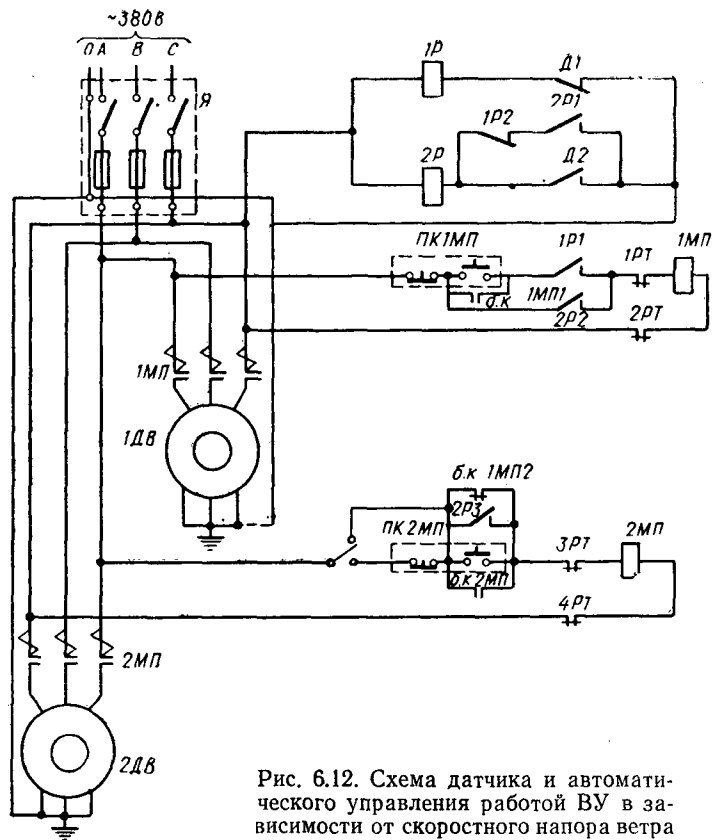 ~380в
0 А В С
Я
1Р
Д1
2Р1
1Р2
2Р
Д2
ПК1МП
1Р1
1РТ
1МП
б.к
1МП1
2Р2
2РТ
1МП
1ДВ
б.к 1МП2
2Р3
ПК2МП
3РТ
2МП
б.к2МП
4РТ
2МП
2ДВ
Рис. 6.12. Схема датчика и автомати-
ческого управления работой ВУ в за-
висимости от скоростного напора ветра